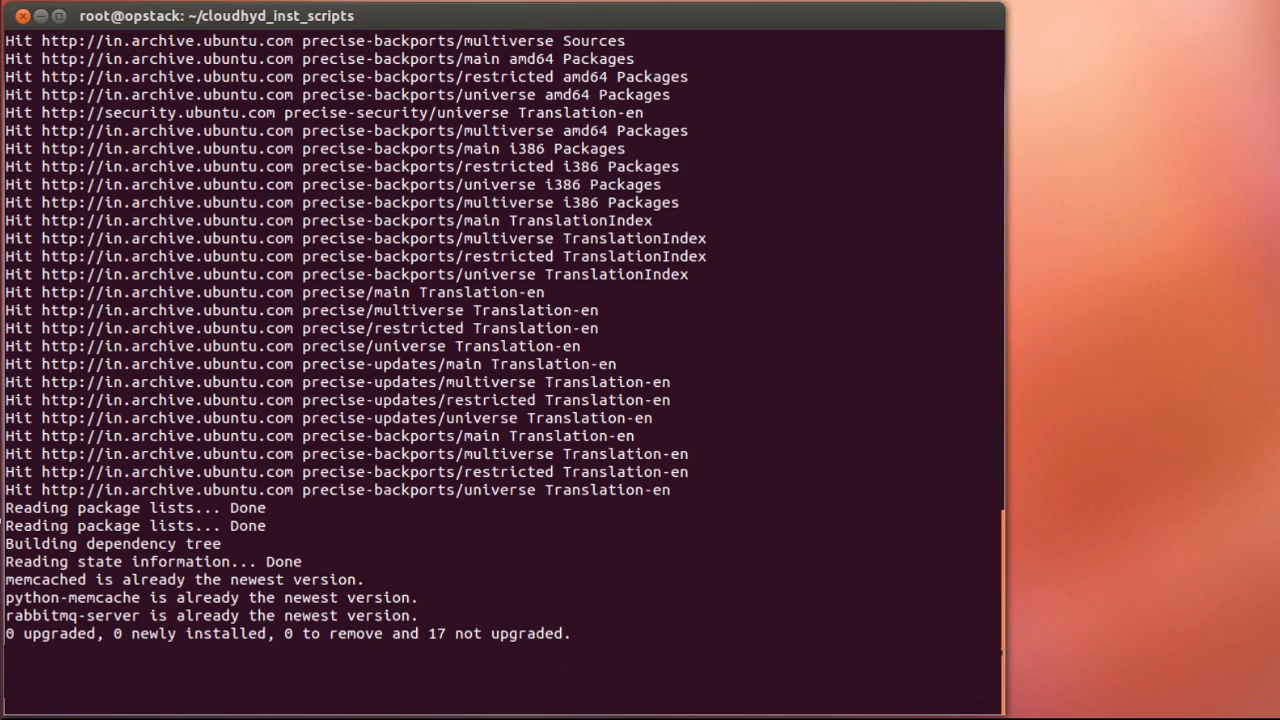 root@opstack: ~/cloudhyd_inst_scripts
Hit http://in.archive.ubuntu.com precise-backports/multiverse Sources
Hit http://in.archive.ubuntu.com precise-backports/main amd64 Packages
Hit http://in.archive.ubuntu.com precise-backports/restricted amd64 Packages
Hit http://in.archive.ubuntu.com precise-backports/universe amd64 Packages
Hit http://security.ubuntu.com precise-security/universe Translation-en
Hit http://in.archive.ubuntu.com precise-backports/multiverse amd64 Packages
Hit http://in.archive.ubuntu.com precise-backports/main i386 Packages
Hit http://in.archive.ubuntu.com precise-backports/restricted i386 Packages
Hit http://in.archive.ubuntu.com precise-backports/universe i386 Packages
Hit http://in.archive.ubuntu.com precise-backports/multiverse i386 Packages
Hit http://in.archive.ubuntu.com precise-backports/main TranslationIndex
Hit http://in.archive.ubuntu.com precise-backports/multiverse TranslationIndex
Hit http://in.archive.ubuntu.com precise-backports/restricted TranslationIndex
Hit http://in.archive.ubuntu.com precise-backports/universe TranslationIndex
Hit http://in.archive.ubuntu.com precise/main Translation-en
Hit http://in.archive.ubuntu.com precise/multiverse Translation-en
Hit http://in.archive.ubuntu.com precise/restricted Translation-en
Hit http://in.archive.ubuntu.com precise/universe Translation-en
Hit http://in.archive.ubuntu.com precise-updates/main Translation-en
Hit http://in.archive.ubuntu.com precise-updates/multiverse Translation-en
Hit http://in.archive.ubuntu.com precise-updates/restricted Translation-en
Hit http://in.archive.ubuntu.com precise-updates/universe Translation-en
Hit http://in.archive.ubuntu.com precise-backports/main Translation-en
Hit http://in.archive.ubuntu.com precise-backports/multiverse Translation-en
Hit http://in.archive.ubuntu.com precise-backports/restricted Translation-en
Hit http://in.archive.ubuntu.com precise-backports/universe Translation-en
Reading package lists... Done
Reading package lists... Done
Building dependency tree
Reading state information... Done
memcached is already the newest version.
python-memcache is already the newest version.
rabbitmq-server is already the newest version.
0 upgraded, 0 newly installed, 0 to remove and 17 not upgraded.